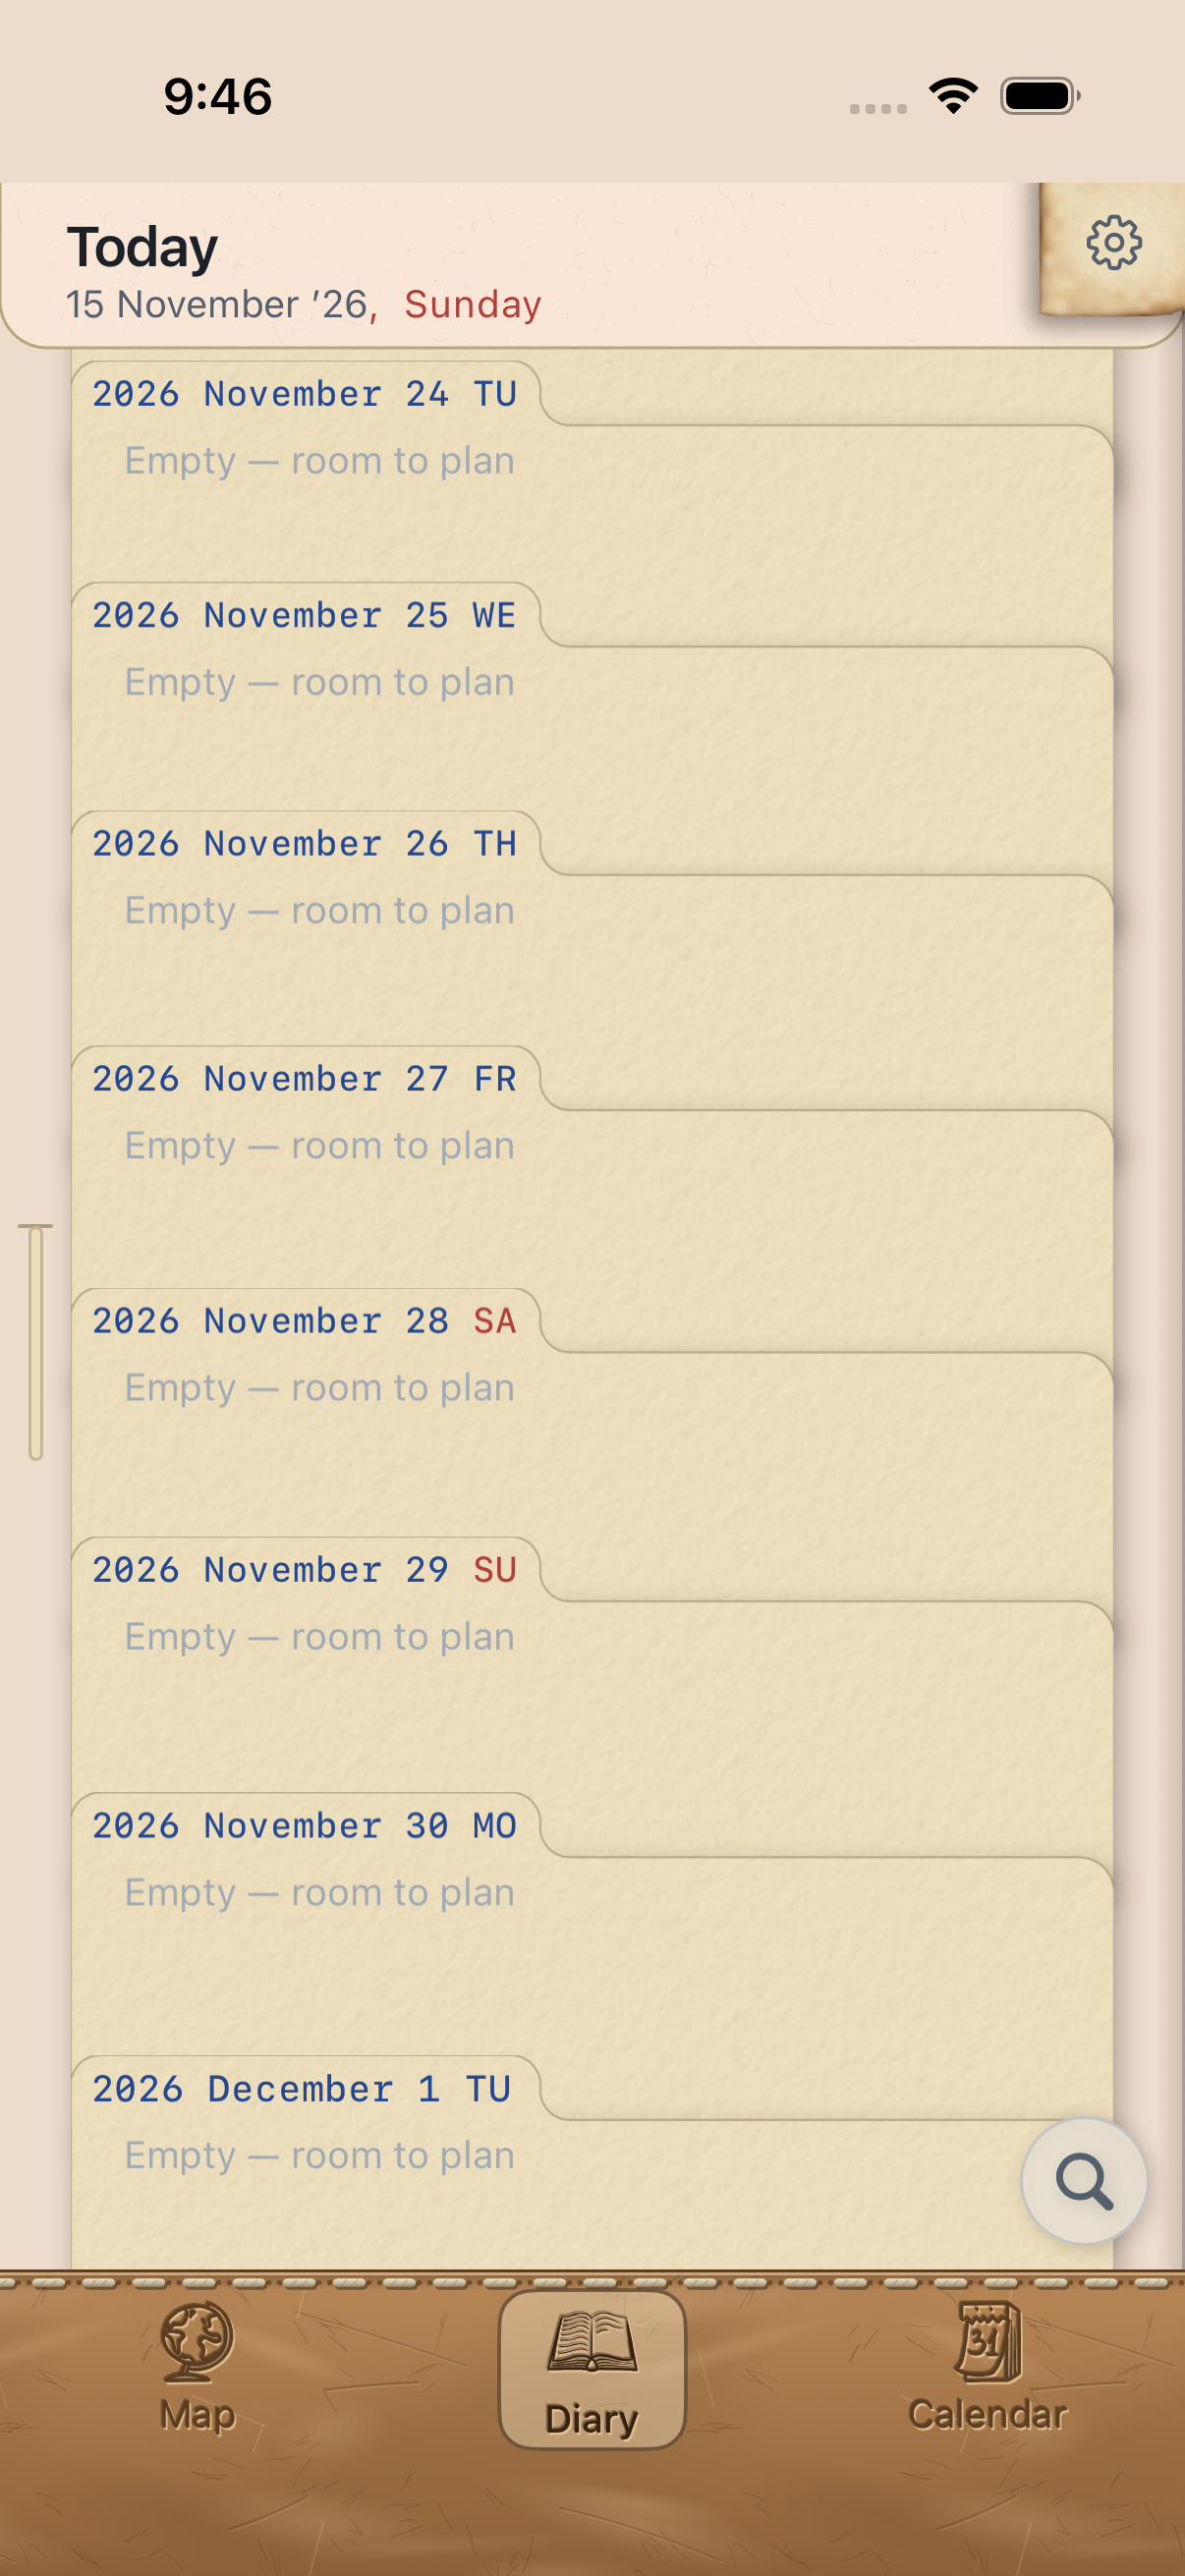 9:46
Today
15 November ’26, Sunday
2026 November 24 TU
Empty — room to plan
2026 November 25 WE
Empty — room to plan
2026 November 26 TH
Empty — room to plan
2026 November 27 FR
Empty — room to plan
2026 November 28 SA
Empty — room to plan
2026 November 29 SU
Empty — room to plan
2026 November 30 MO
Empty — room to plan
2026 December 1 TU
Empty — room to plan
31
Map
Diary
Calendar